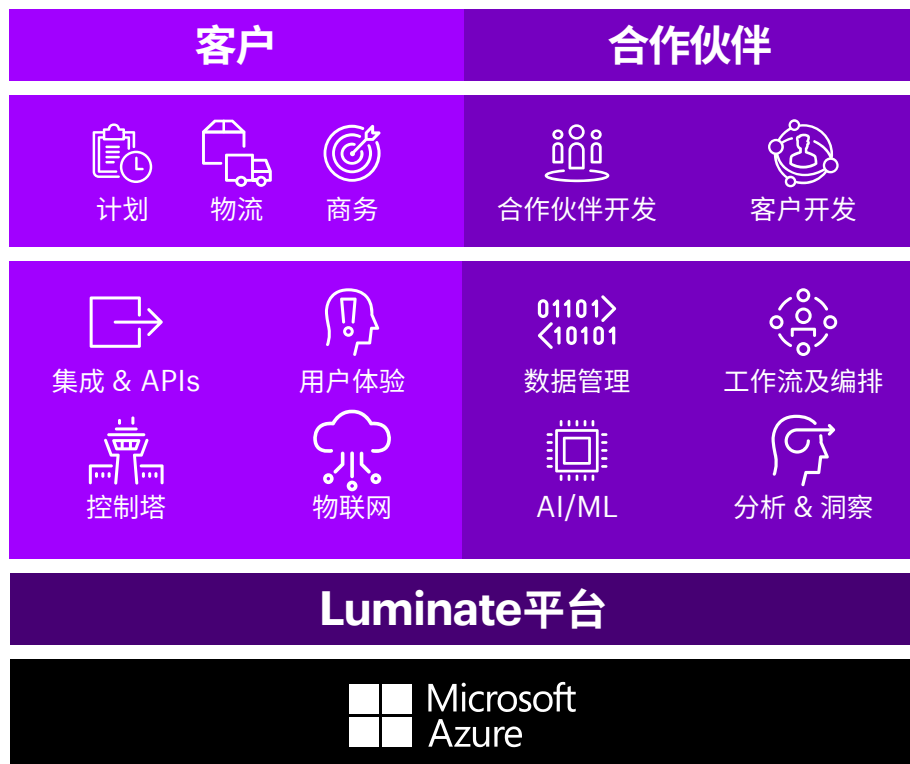 客户 合作伙伴
计划 物流 商务 合作伙伴开发 客户开发
01101
10101
集成 & APIs 用户体验 数据管理 工作流及编排
控制塔 物联网 AI/ML 分析 & 洞察
Luminate平台
Microsoft
Azure